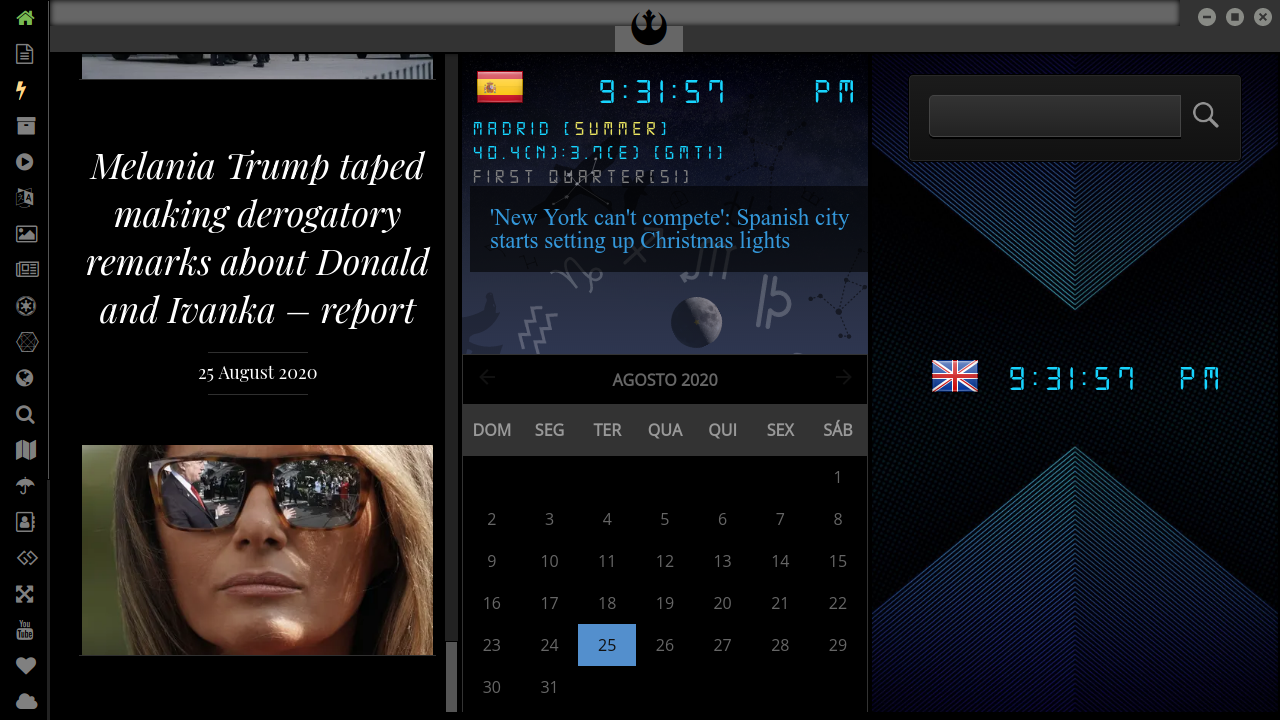 Melania Trump taped
making derogatory
remarks about Donald
and Ivanka — report
25 August 2020
9:31:57 PM
MADRID (SUMMER)
40.4(N):3.7(E) (GMT1)
FIRST QUARTER(51)
'New York can't compete': Spanish city
starts setting up Christmas lights
AGOSTO 2020
DOM SEG TER QUA QUI SEX SÁB
1
2 3 4 5 6 7 8
9 10 11 12 13 14 15
16 17 18 19 20 21 22
23 24 25 26 27 28 29
30 31
9:31:57 PM
You
Tube